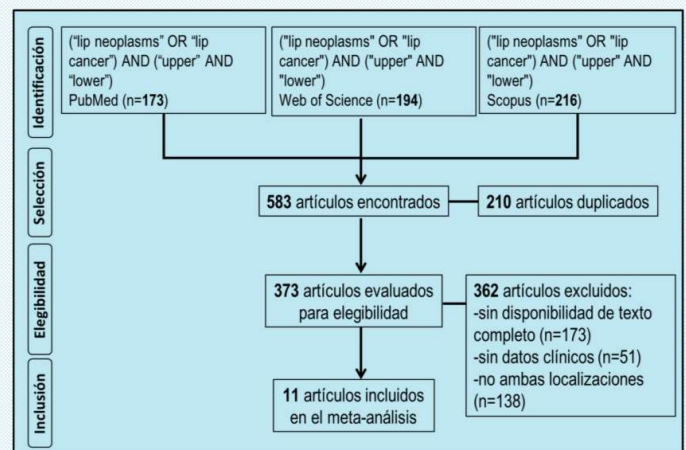 Identificación
("lip neoplasms" OR "lip
cancer") AND ("upper" AND
"lower")
PubMed (n=173)
("lip neoplasms" OR "lip
cancer") AND ("upper" AND
"lower")
Web of Science (n=194)
("lip neoplasms" OR "lip
cancer") AND ("upper" AND
"lower")
Scopus (n=216)
Selección
583 artículos encontrados
210 artículos duplicados
Elegibilidad
373 artículos evaluados
para elegibilidad
362 artículos excluidos:
-sin disponibilidad de texto
completo (n=173)
-sin datos clínicos (n=51)
-no ambas localizaciones
(n=138)
Inclusión
11 artículos incluidos
en el meta-análisis